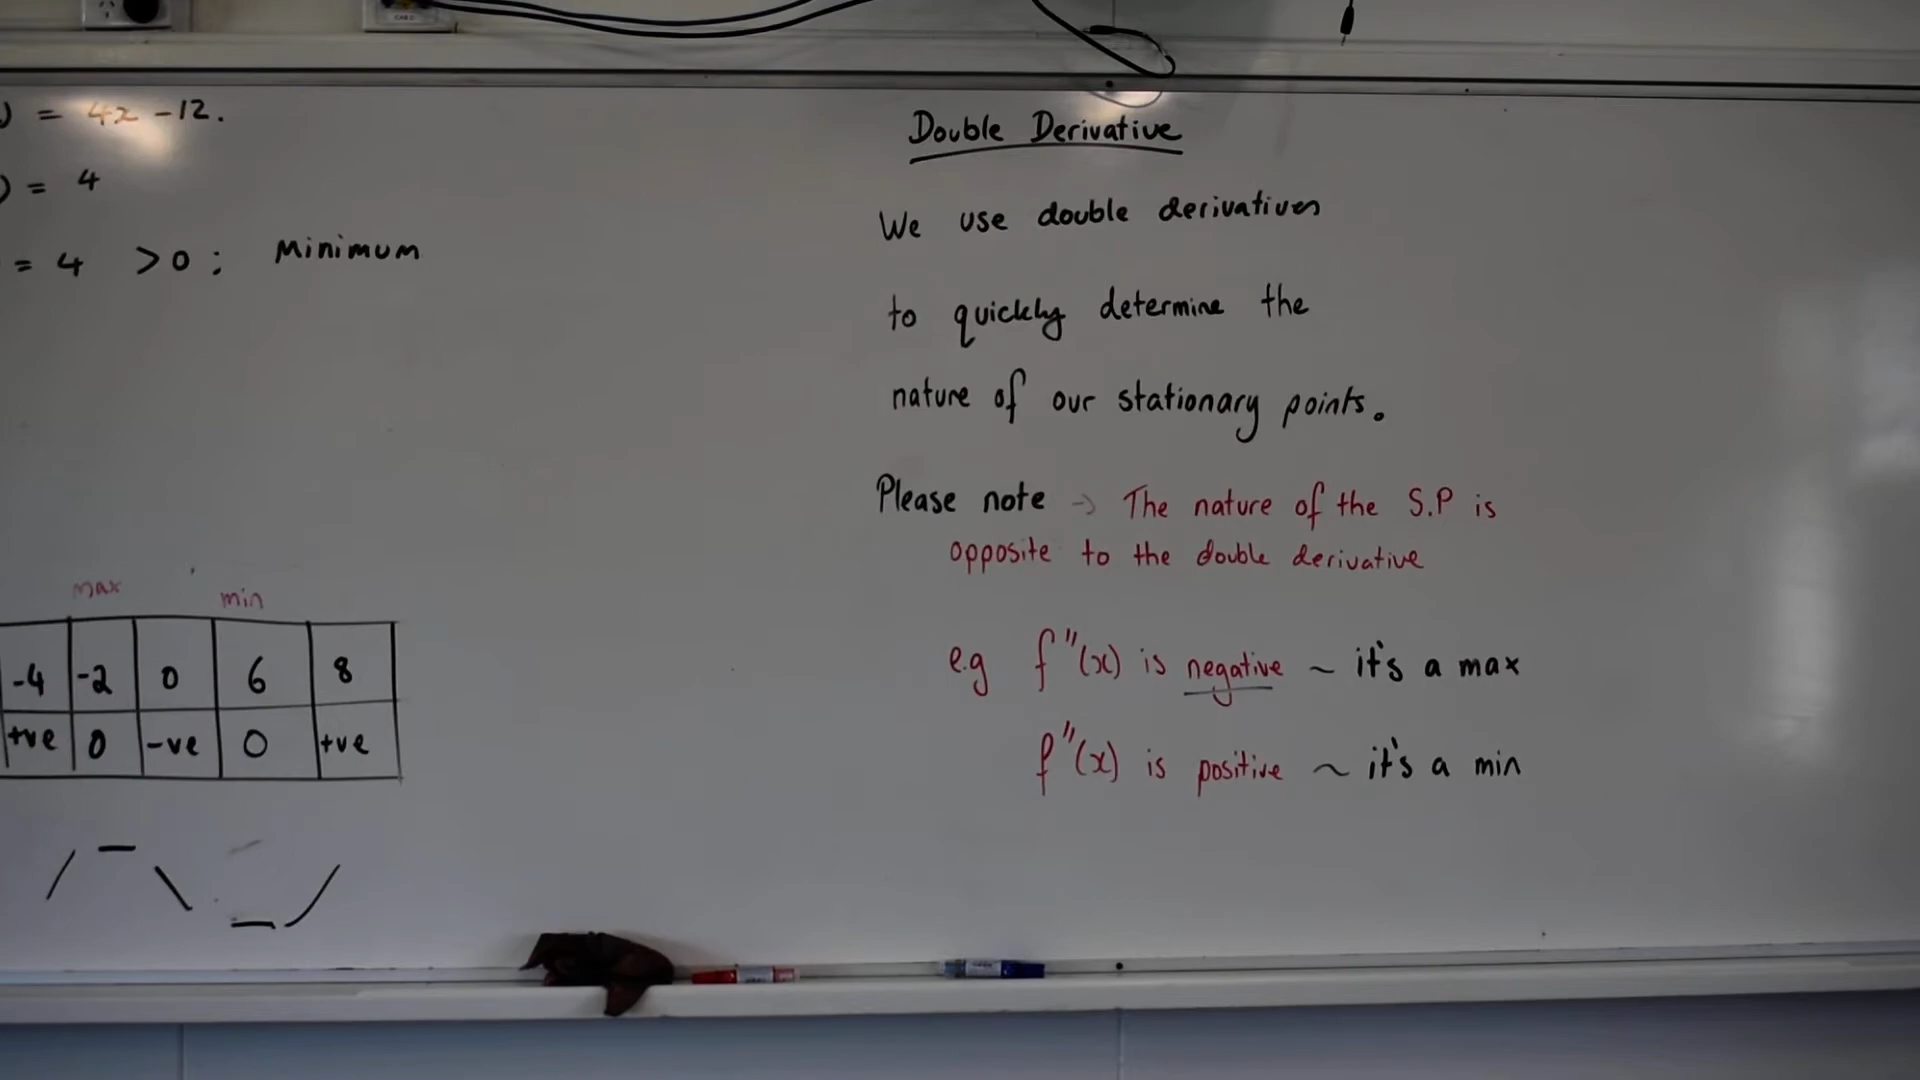 ) = 4x - 12.
) = 4
= 4 > 0 ; Minimum
max min
-4 -2 0 6 8
+ve 0 -ve 0 +ve
Double Derivative
We use double derivatives
to quickly determine the
nature of our stationary points.
Please note -> The nature of the S.P is
opposite to the double derivative
e.g f"(x) is negative ~ it's a max
f"(x) is positive ~ it's a min